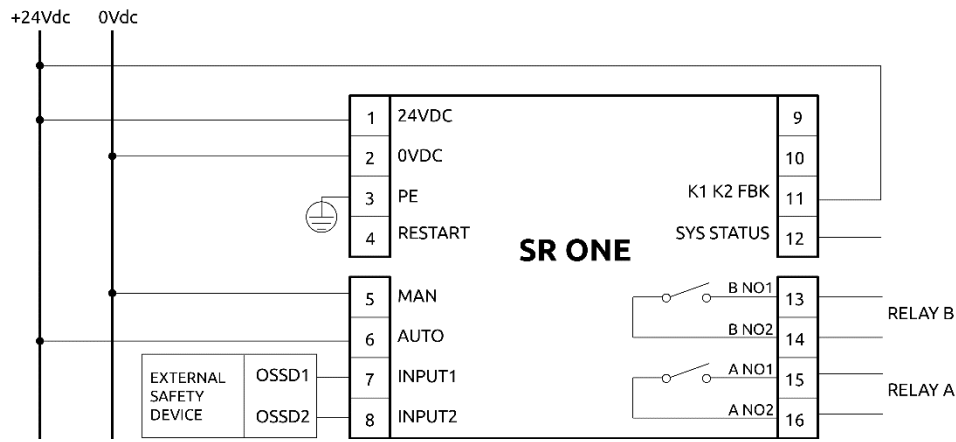 +24Vdc 0Vdc
1 24VDC 9
2 0VDC 10
3 PE K1 K2 FBK 11
4 RESTART SYS STATUS 12
SR ONE
5 MAN B NO1 13
RELAY B
6 AUTO B NO2 14
EXTERNAL
SAFETY
DEVICE
OSSD1 7 INPUT1 A NO1 15
RELAY A
OSSD2 8 INPUT2 A NO2 16